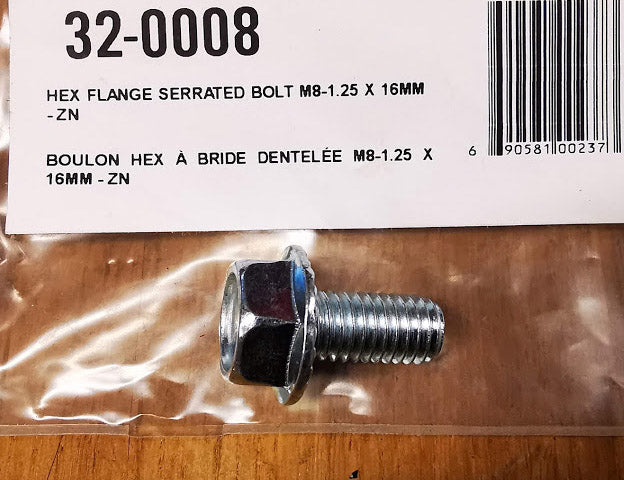 32-0008
HEX FLANGE SERRATED BOLT M8-1.25 X 16MM
-ZN
BOULON HEX À BRIDE DENTELÉE M8-1.25 X
16MM -ZN
6 90581 00237